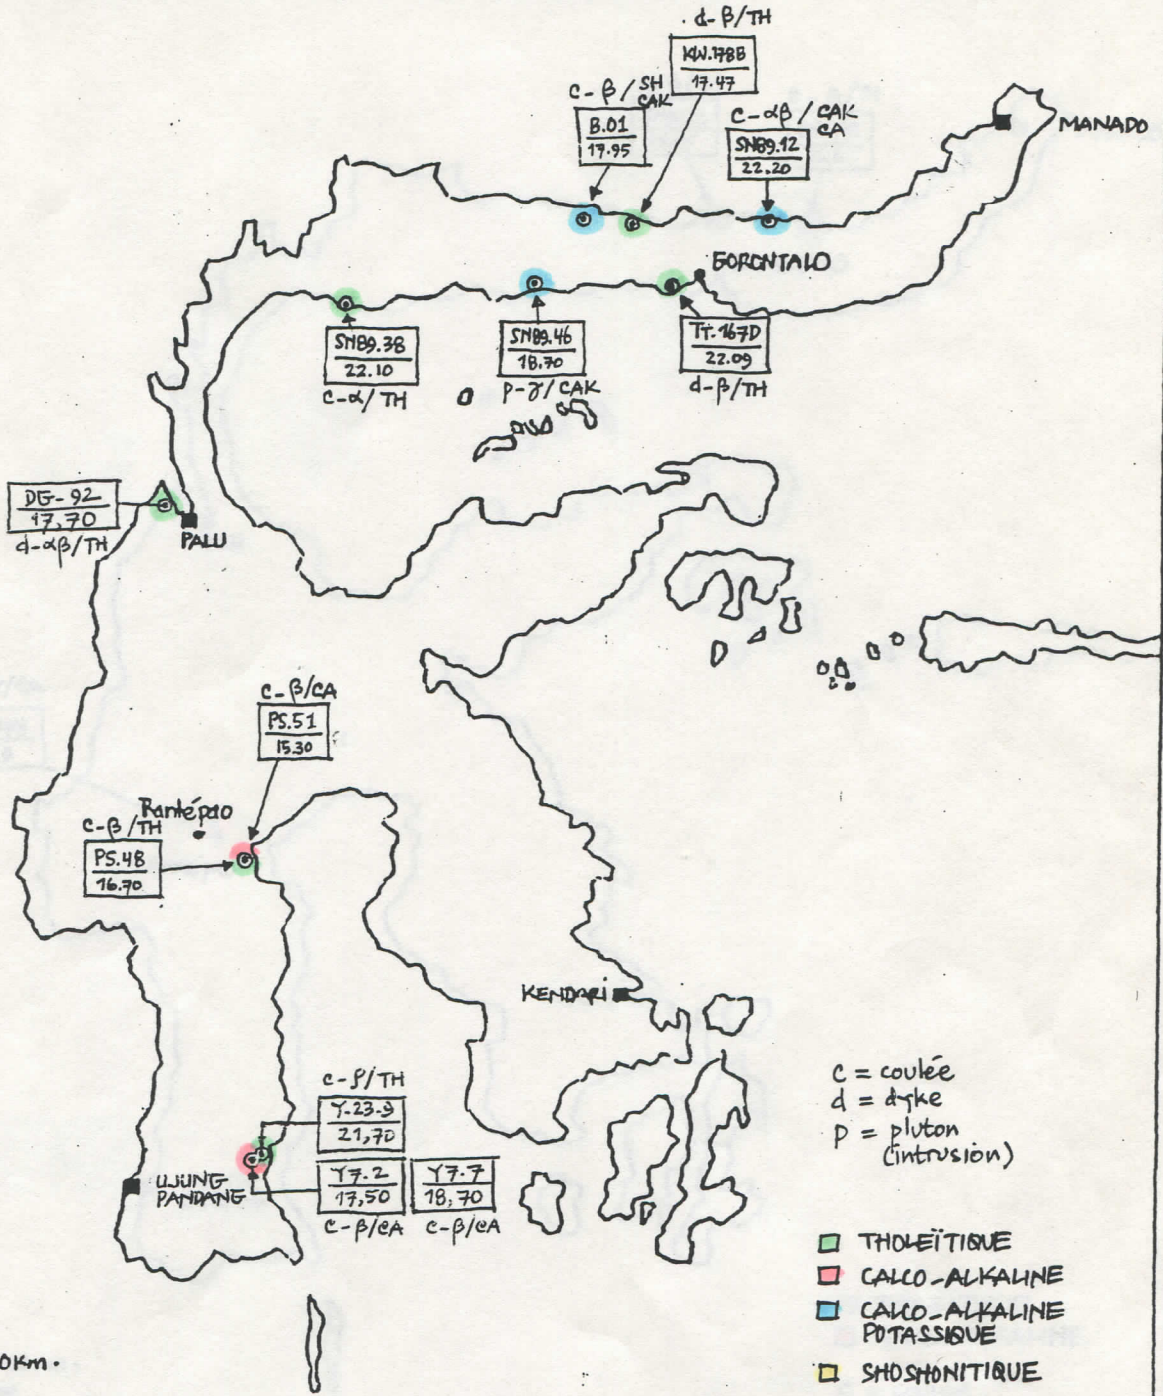 d-β/TH
KW.178B
17.47
c-β/SH
CAK
B.01
17.95
c-αβ/CAK
CA
SN89.12
22.20
MANADO
GORONTALO
SN89.38
22.10
c-α/TH
SN89.46
18.70
p-γ/CAK
TT.167D
22.09
d-β/TH
DG-92
17,70
d-αβ/TH
PALU
c-β/CA
PS.51
15.30
Rantépao
c-β/TH
PS.48
16.70
KENDARI
c-β/TH
Y.23-9
21,70
Y7.2
17,50
c-β/CA
Y7.7
18,70
c-β/CA
UJUNG
PANDANG
c = coulée
d = dyke
p = pluton
(intrusion)
THOLEÏTIQUE
CALCO-ALKALINE
CALCO-ALKALINE
POTASSIQUE
SHOSHONITIQUE
0Km.